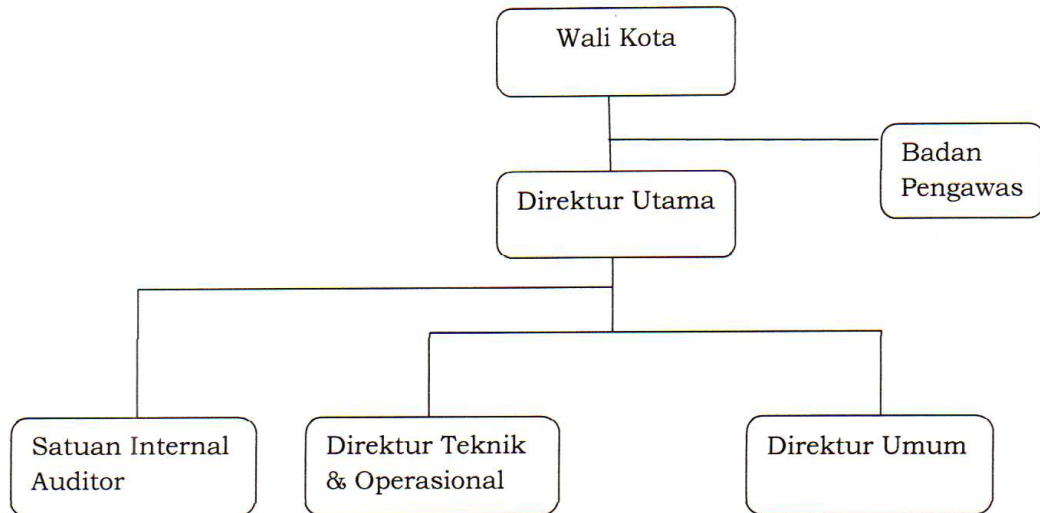 Wali Kota
Badan
Pengawas
Direktur Utama
Satuan Internal
Auditor
Direktur Teknik
& Operasional
Direktur Umum